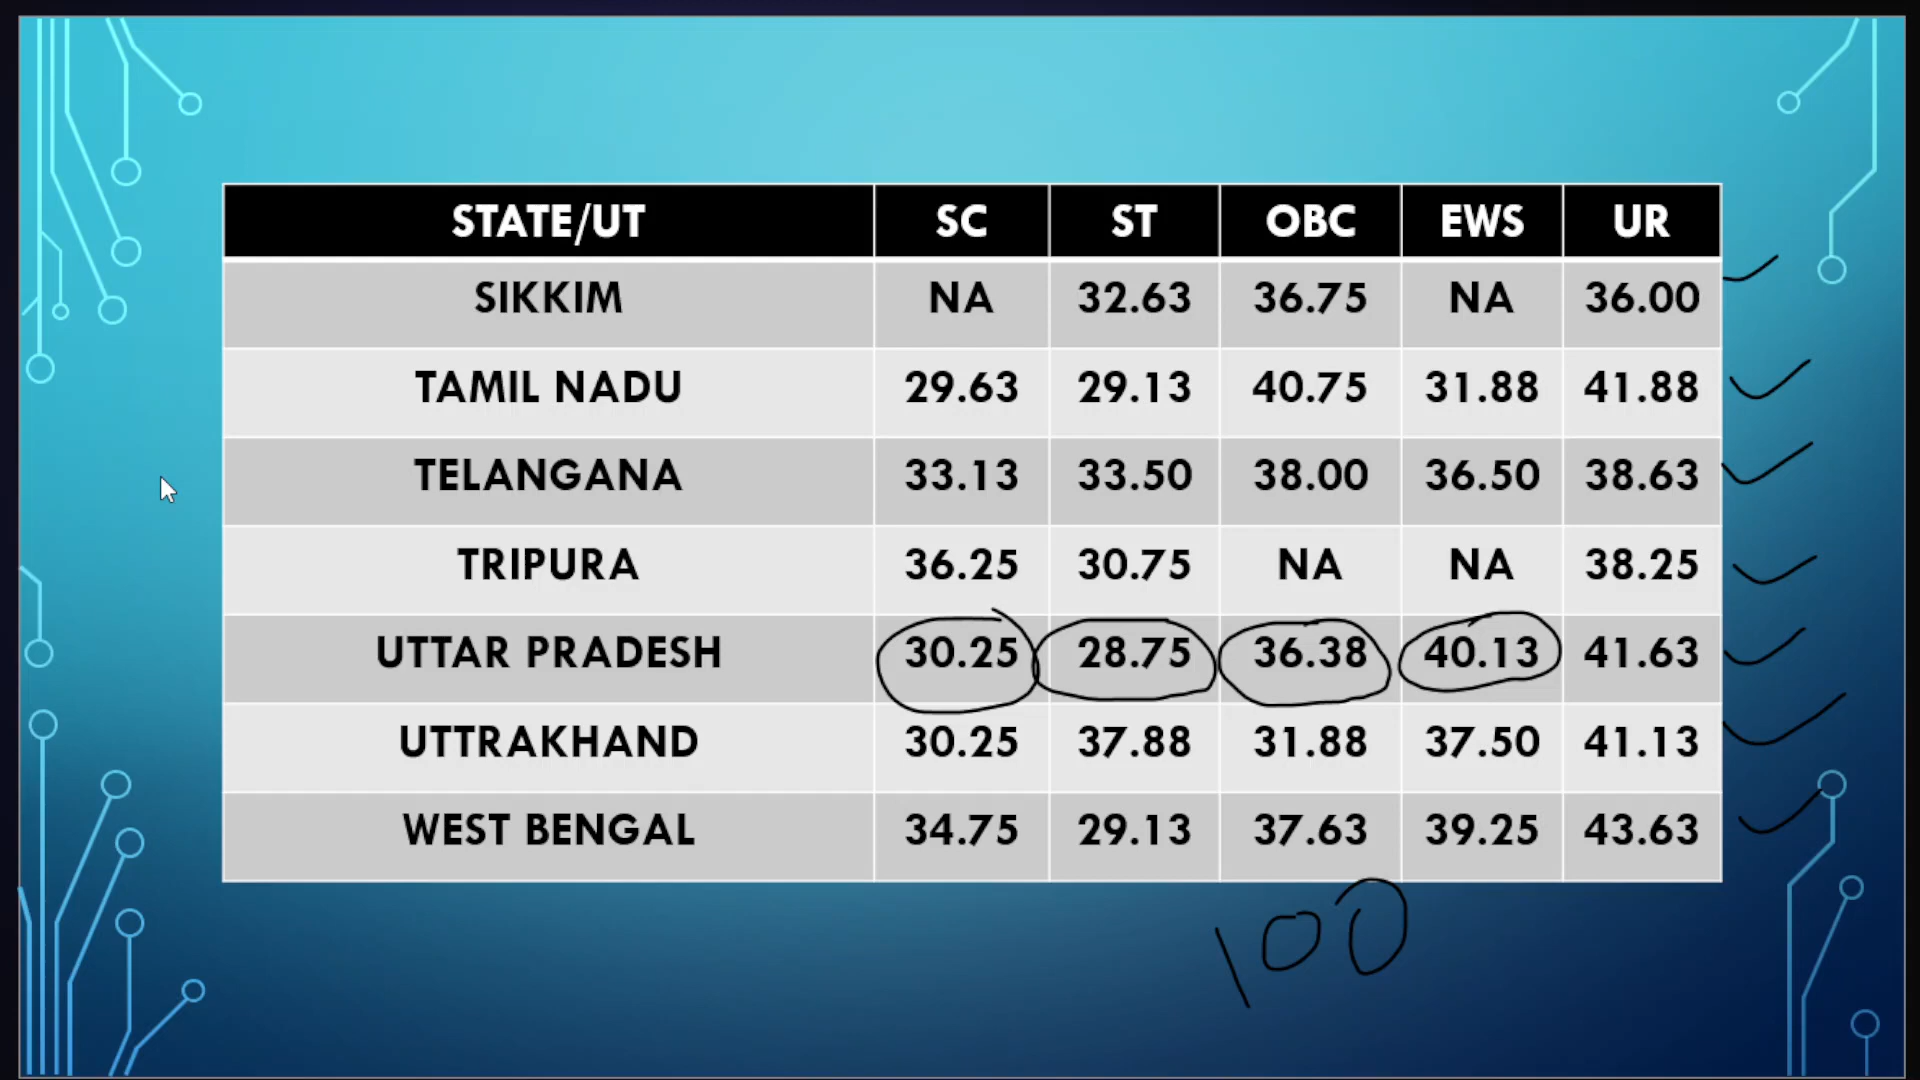 STATE/UT SC ST OBC EWS UR
SIKKIM NA 32.63 36.75 NA 36.00
TAMIL NADU 29.63 29.13 40.75 31.88 41.88
TELANGANA 33.13 33.50 38.00 36.50 38.63
TRIPURA 36.25 30.75 NA NA 38.25
UTTAR PRADESH 30.25 28.75 36.38 40.13 41.63
UTTRAKHAND 30.25 37.88 31.88 37.50 41.13
WEST BENGAL 34.75 29.13 37.63 39.25 43.63
100